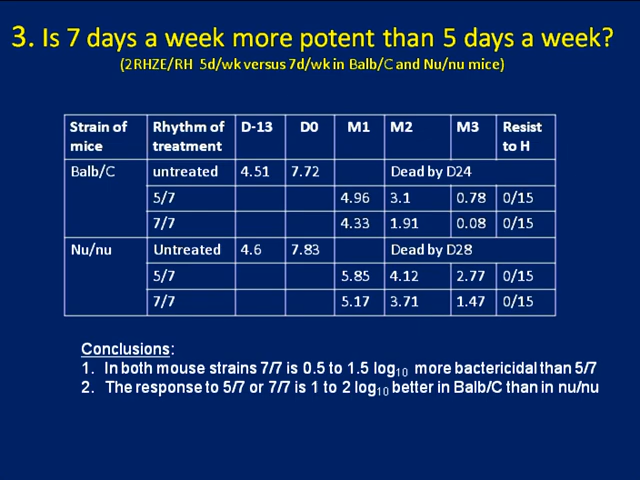 3. Is 7 days a week more potent than 5 days a week?
(2RHZE/RH 5d/wk versus 7d/wk in Balb/C and Nu/nu mice)
Strain of mice Rhythm of treatment D-13 D0 M1 M2 M3 Resist to H
Balb/C untreated 4.51 7.72 Dead by D24
5/7 4.96 3.1 0.78 0/15
7/7 4.33 1.91 0.08 0/15
Nu/nu Untreated 4.6 7.83 Dead by D28
5/7 5.85 4.12 2.77 0/15
7/7 5.17 3.71 1.47 0/15
Conclusions:
1. In both mouse strains 7/7 is 0.5 to 1.5 log10 more bactericidal than 5/7
2. The response to 5/7 or 7/7 is 1 to 2 log10 better in Balb/C than in nu/nu